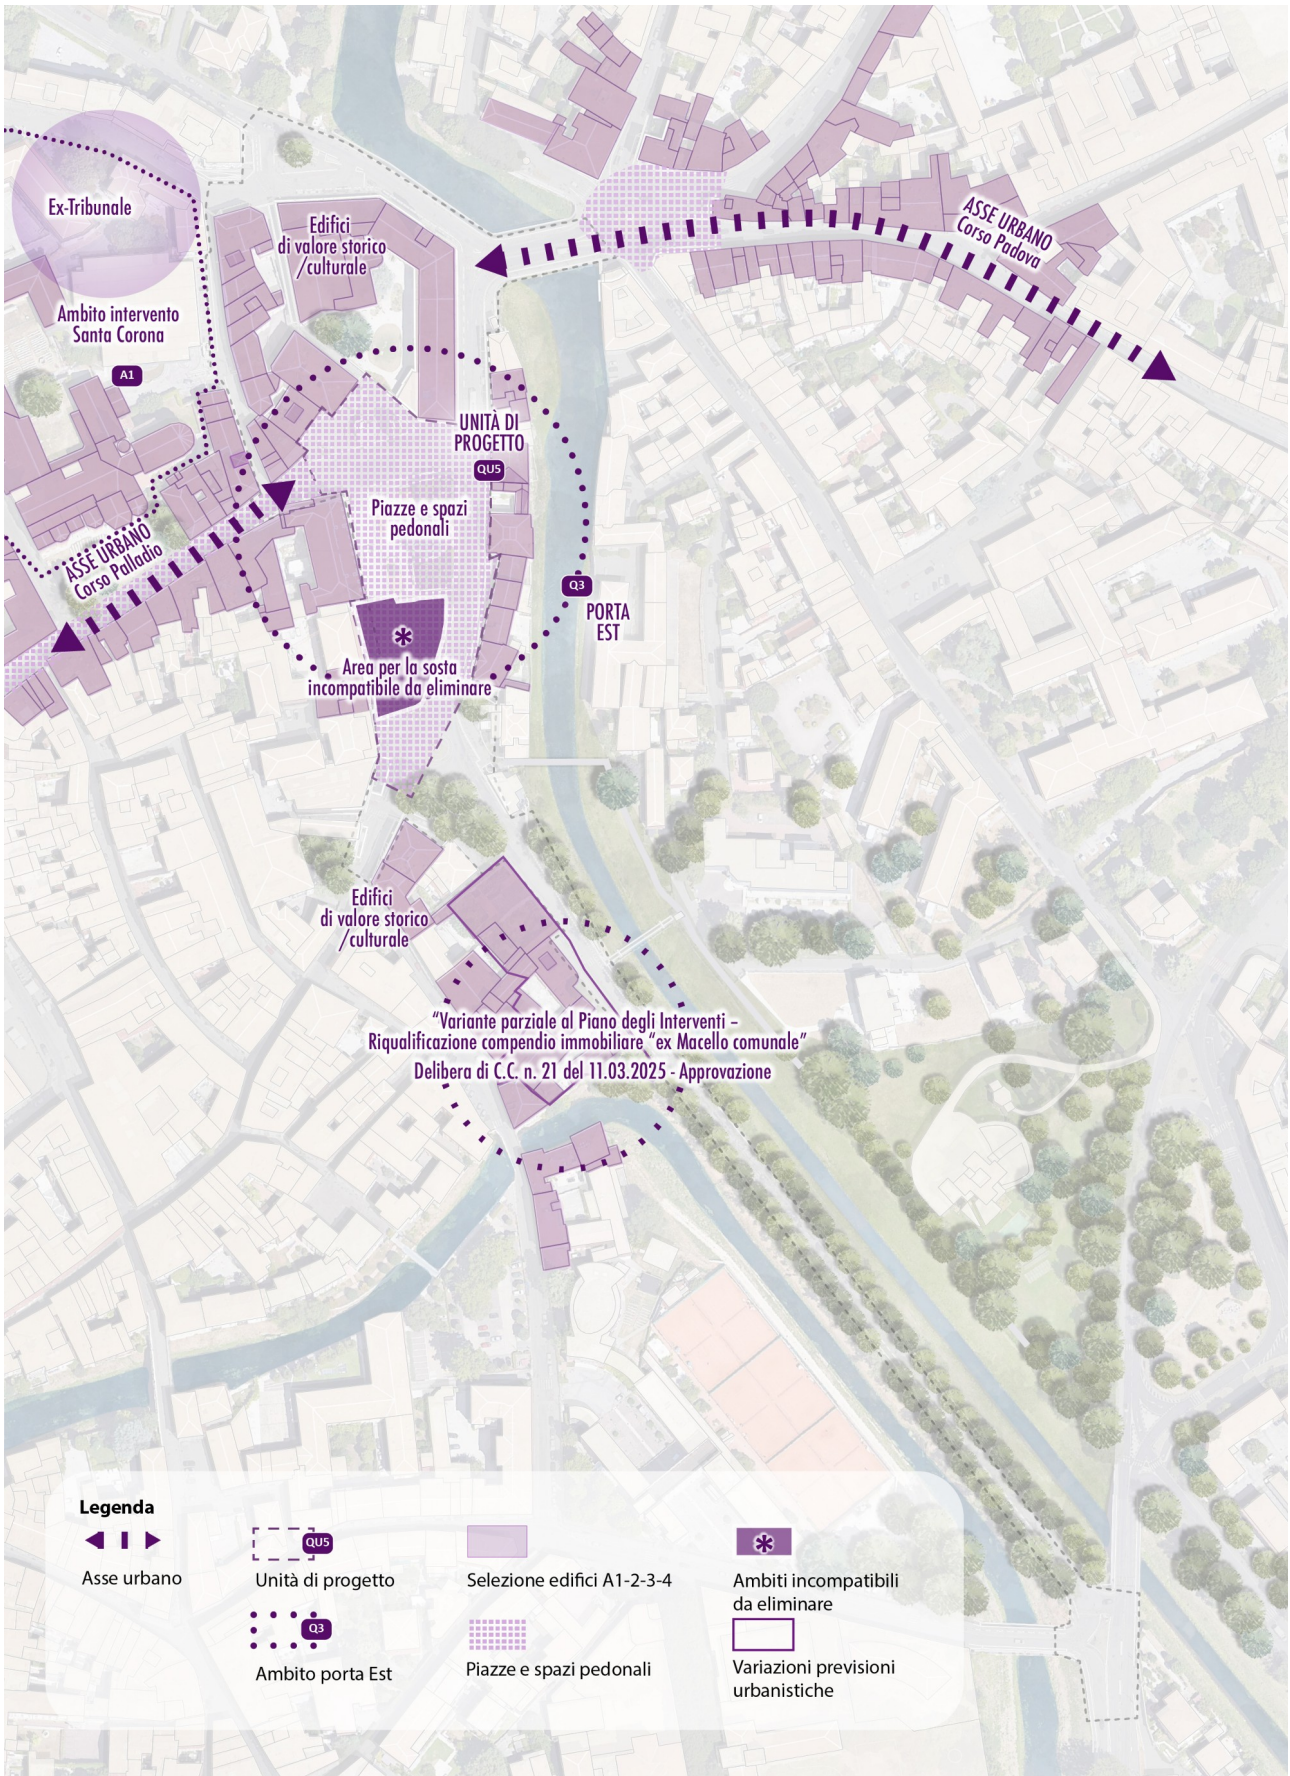 Ex-Tribunale
Edifici
di valore storico
/culturale
ASSE URBANO
Corso Padova
Ambito intervento
Santa Corona
A1
UNITÀ DI
PROGETTO
QU5
Piazze e spazi
pedonali
ASSE URBANO
Corso Palladio
Q3
PORTA
EST
*
Area per la sosta
incompatibile da eliminare
Edifici
di valore storico
/culturale
“Variante parziale al Piano degli Interventi –
Riqualificazione compendio immobiliare “ex Macello comunale”
Delibera di C.C. n. 21 del 11.03.2025 - Approvazione
Legenda
Asse urbano
QU5
Unità di progetto
Q3
Ambito porta Est
Selezione edifici A1-2-3-4
Piazze e spazi pedonali
*
Ambiti incompatibili
da eliminare
Variazioni previsioni
urbanistiche